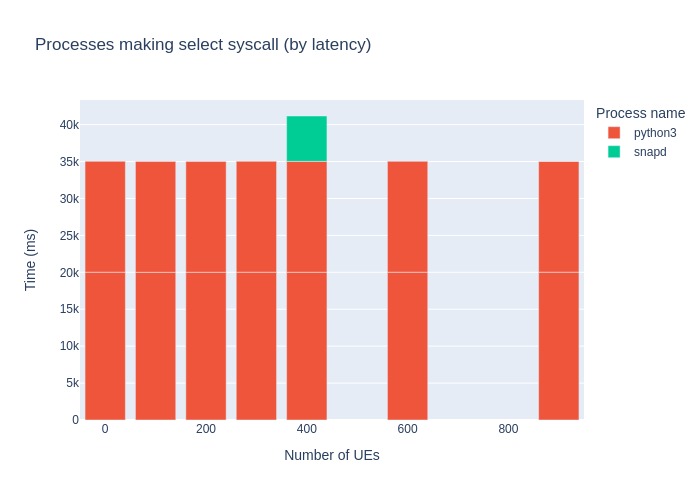 Processes making select syscall (by latency)
Process name
python3
snapd
40k
35k
30k
25k
20k
15k
10k
5k
0
Time (ms)
0 200 400 600 800
Number of UEs